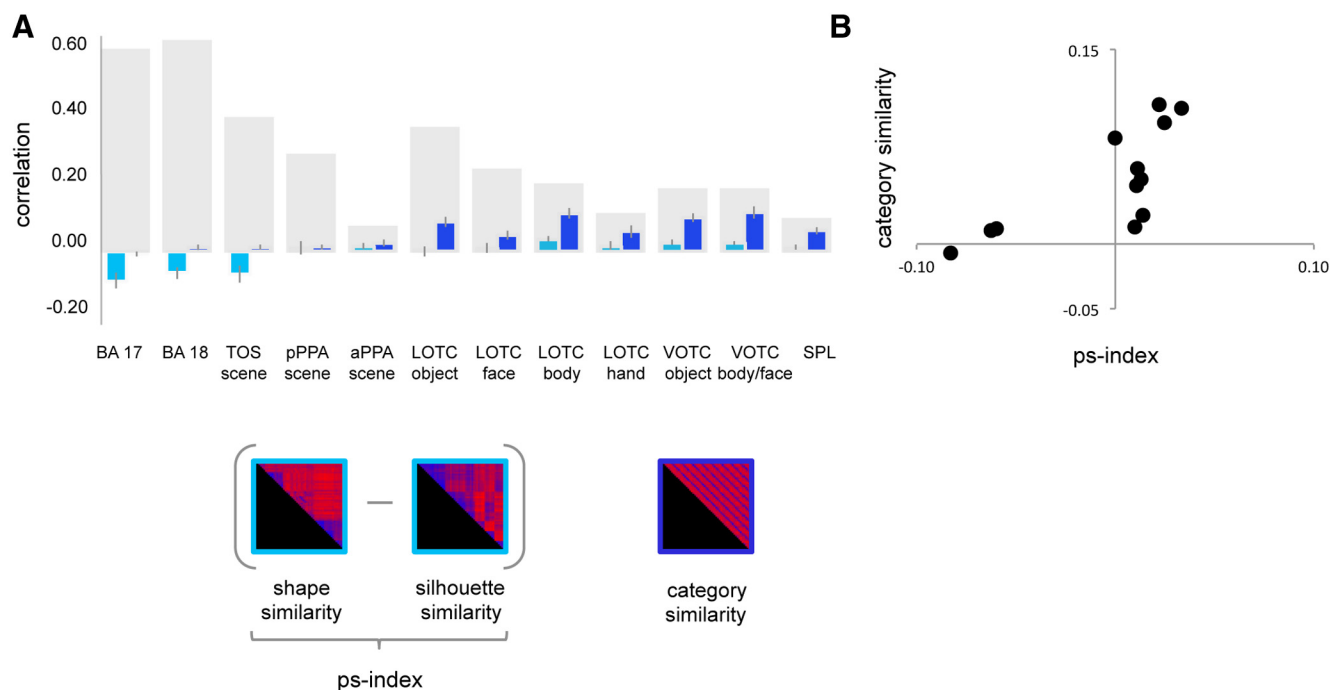 A
B
0.60
0.40
0.20
0.00
-0.20
correlation
BA 17
BA 18
TOS
scene
pPPA
scene
aPPA
scene
LOTC
object
LOTC
face
LOTC
body
LOTC
hand
VOTC
object
VOTC
body/face
SPL
0.15
category similarity
-0.10
0.10
-0.05
ps-index
shape
similarity
silhouette
similarity
category
similarity
ps-index